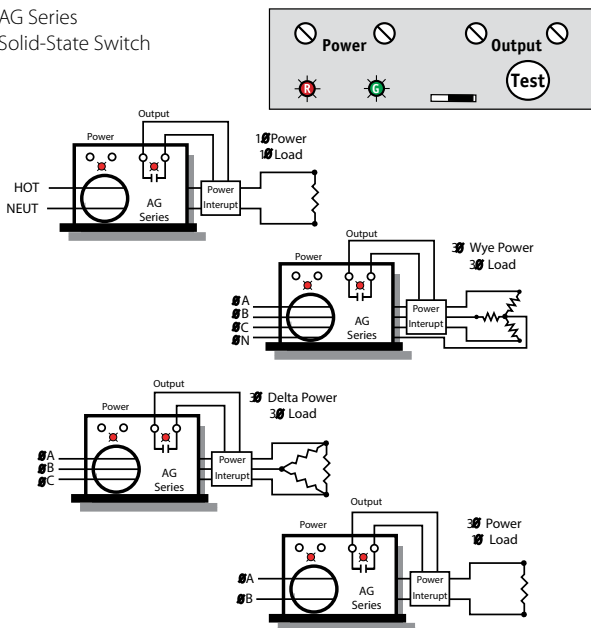 AG Series
Solid-State Switch
Power
Output
R
G
Test
Output
Power
1Ø Power
1Ø Load
HOT
NEUT
AG
Series
Power
Interupt
Output
Power
3Ø Wye Power
3Ø Load
ØA
ØB
ØC
ØN
AG
Series
Power
Interupt
Output
Power
3Ø Delta Power
3Ø Load
ØA
ØB
ØC
AG
Series
Power
Interupt
Output
Power
3Ø Power
1Ø Load
ØA
ØB
AG
Series
Power
Interupt